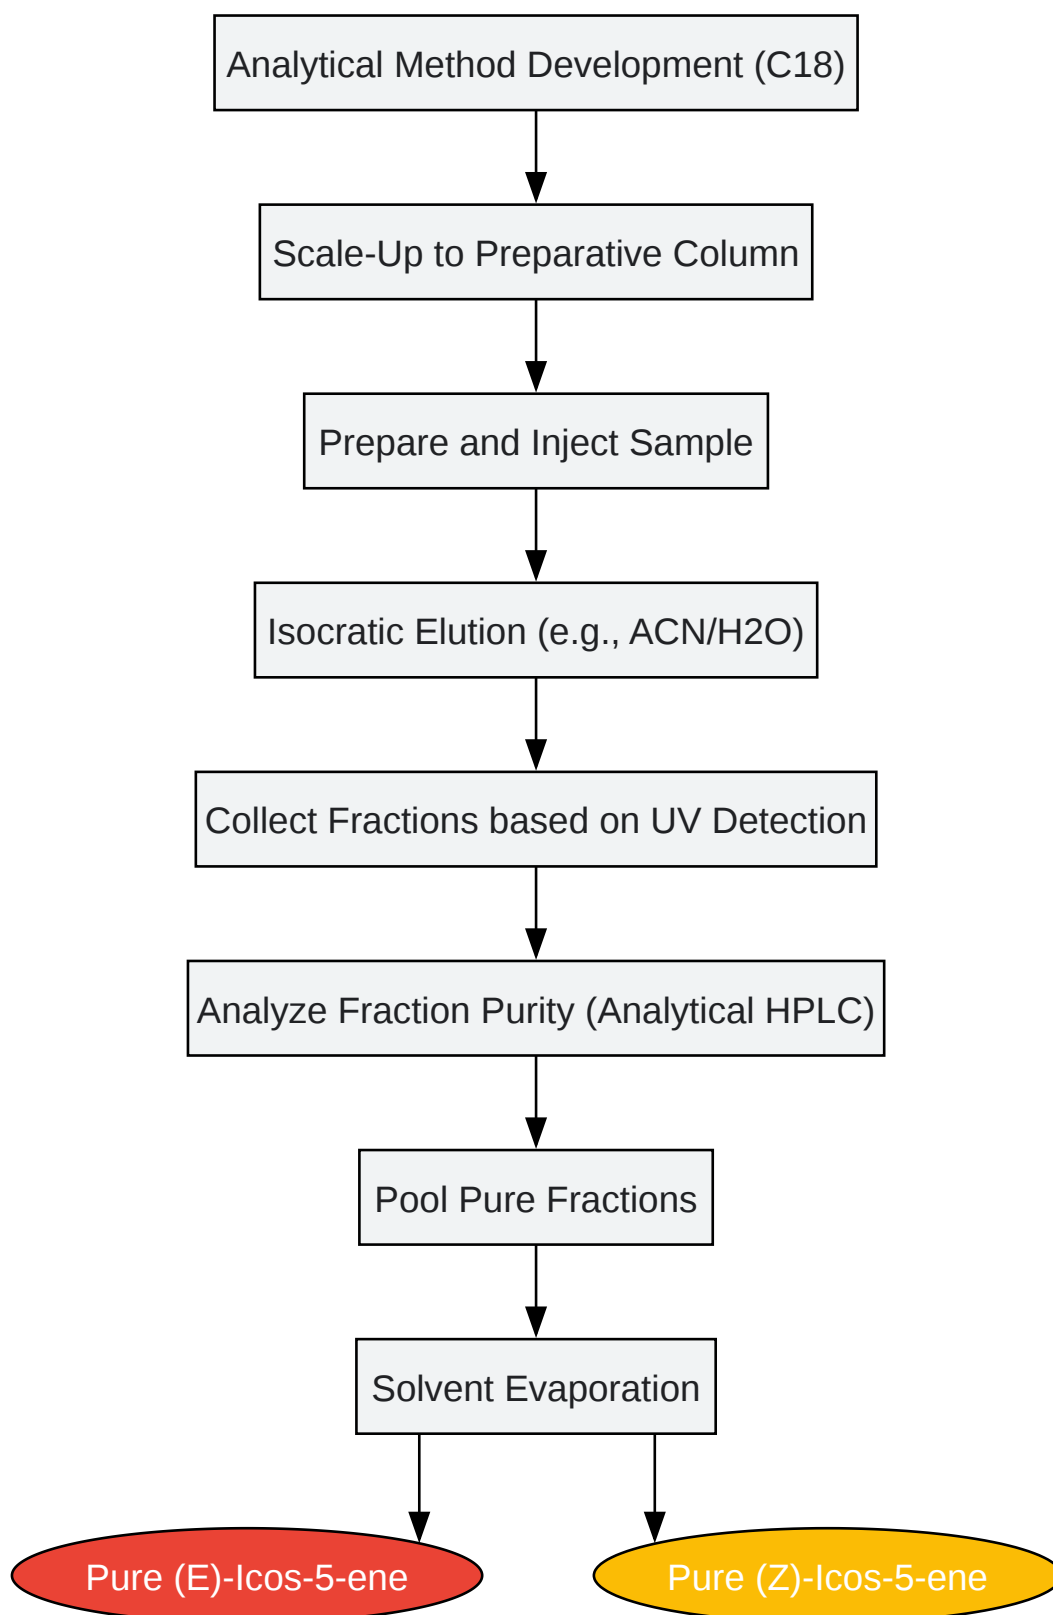 Analytical Method Development (C18)
Scale-Up to Preparative Column
Prepare and Inject Sample
Isocratic Elution (e.g., ACN/H2O)
Collect Fractions based on UV Detection
Analyze Fraction Purity (Analytical HPLC)
Pool Pure Fractions
Solvent Evaporation
Pure (E)-Icos-5-ene
Pure (Z)-Icos-5-ene